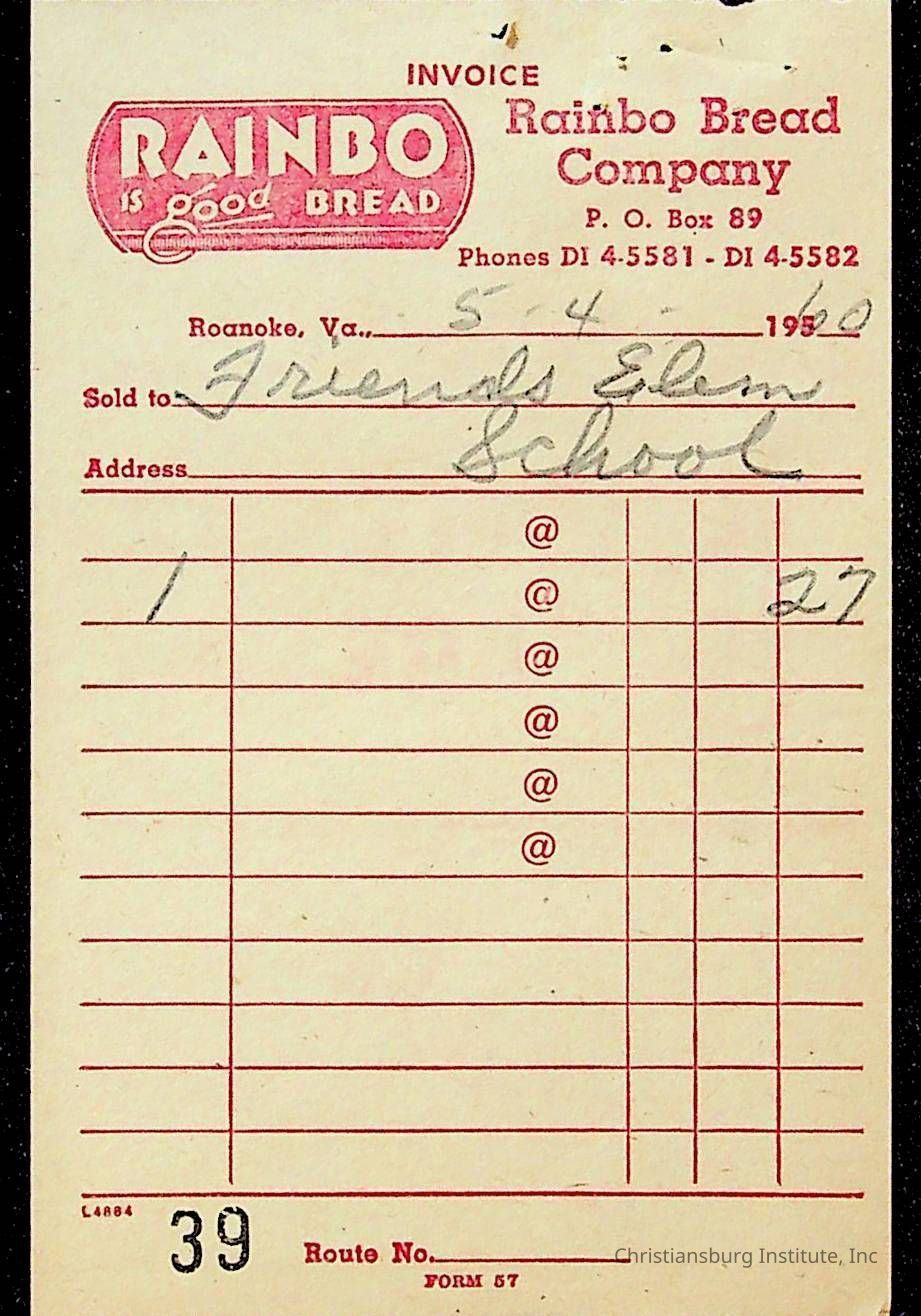 INVOICE
RAINBO
IS good BREAD
Rainbo Bread
Company
P. O. Box 89
Phones DI 4-5581 - DI 4-5582
Roanoke, Va., 5 - 4 - 1960
Sold to Friends Elem
Address School
@
1 @ 27
@
@
@
@
L4884
39
Route No.
Christiansburg Institute, Inc
FORM 57